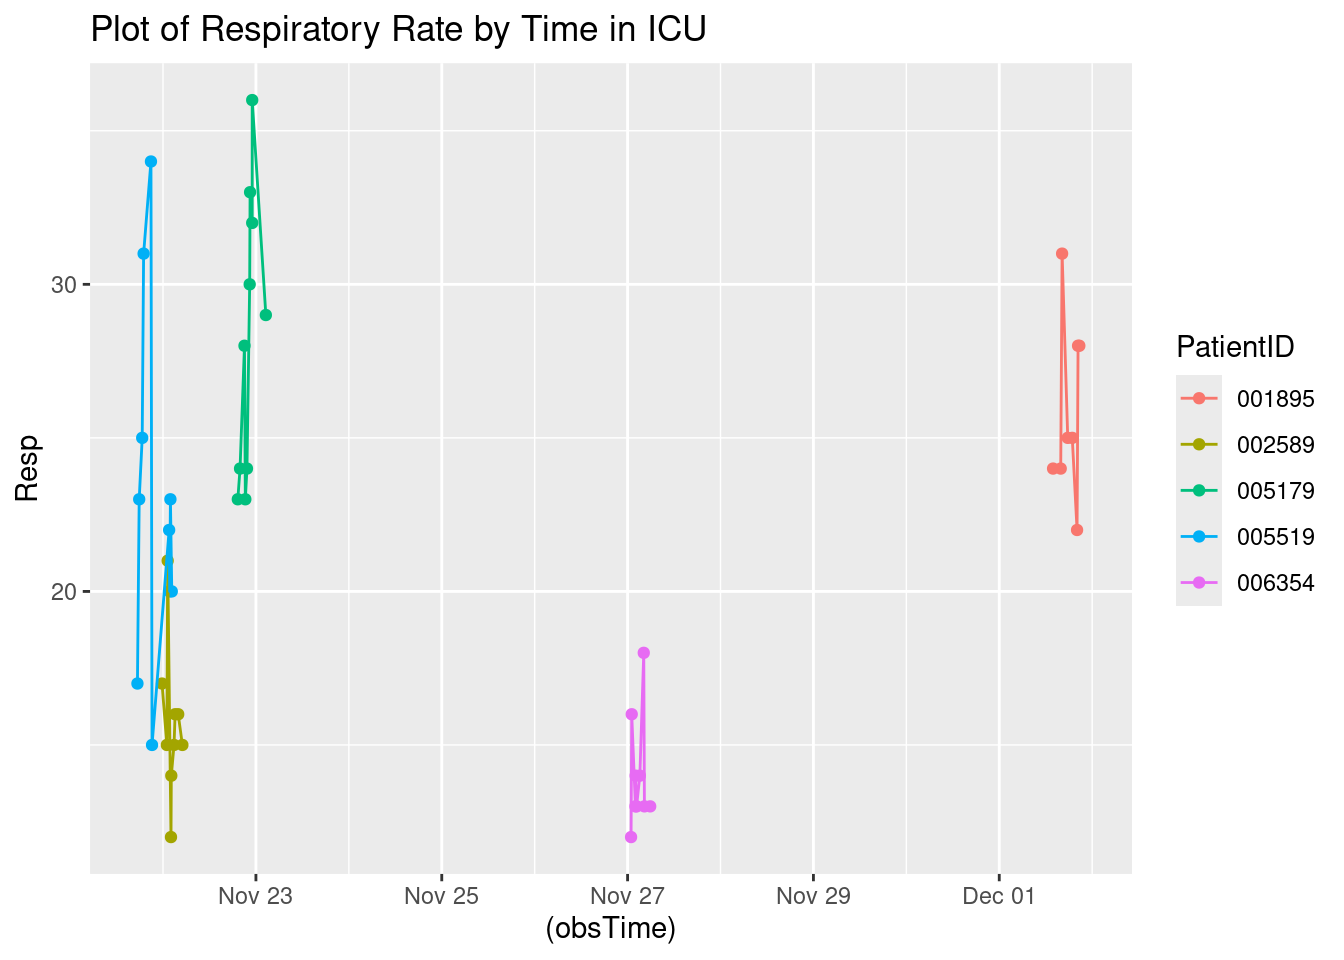 Plot of Respiratory Rate by Time in ICU
Resp
30
20
Nov 23
Nov 25
Nov 27
Nov 29
Dec 01
(obsTime)
PatientID
001895
002589
005179
005519
006354